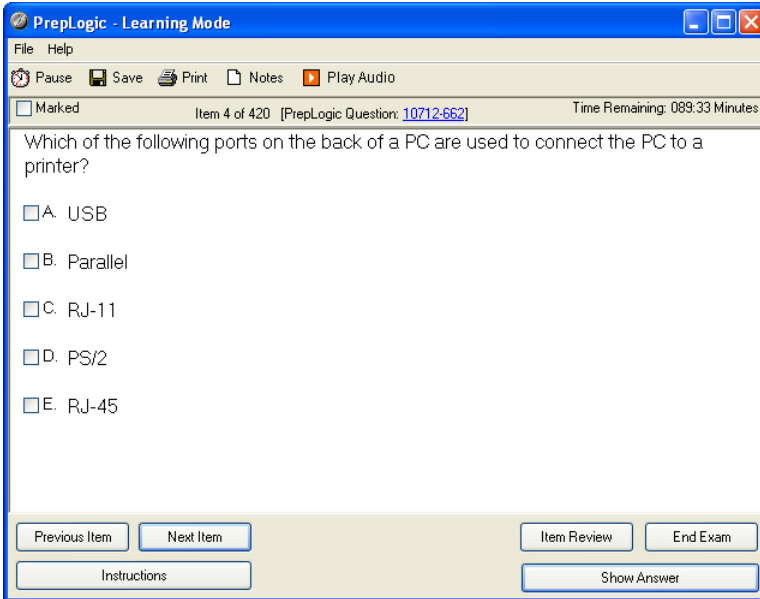 PrepLogic - Learning Mode
File Help
Pause Save Print Notes Play Audio
Marked Item 4 of 420 [PrepLogic Question: 10712-662] Time Remaining: 089:33 Minutes
Which of the following ports on the back of a PC are used to connect the PC to a
printer?
A. USB
B. Parallel
C. RJ-11
D. PS/2
E. RJ-45
Previous Item Next Item Item Review End Exam
Instructions Show Answer